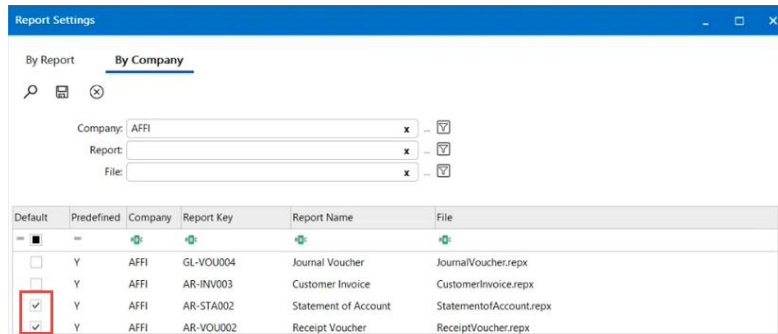 Report Settings
By Report By Company
Company: AFFI x ...
Report: x ...
File: x ...
Default Predefined Company Report Key Report Name File
Y AFFI GL-VOU004 Journal Voucher JournalVoucher.repx
Y AFFI AR-INV003 Customer Invoice CustomerInvoice.repx
Y AFFI AR-STA002 Statement of Account StatementofAccount.repx
Y AFFI AR-VOU002 Receipt Voucher ReceiptVoucher.repx